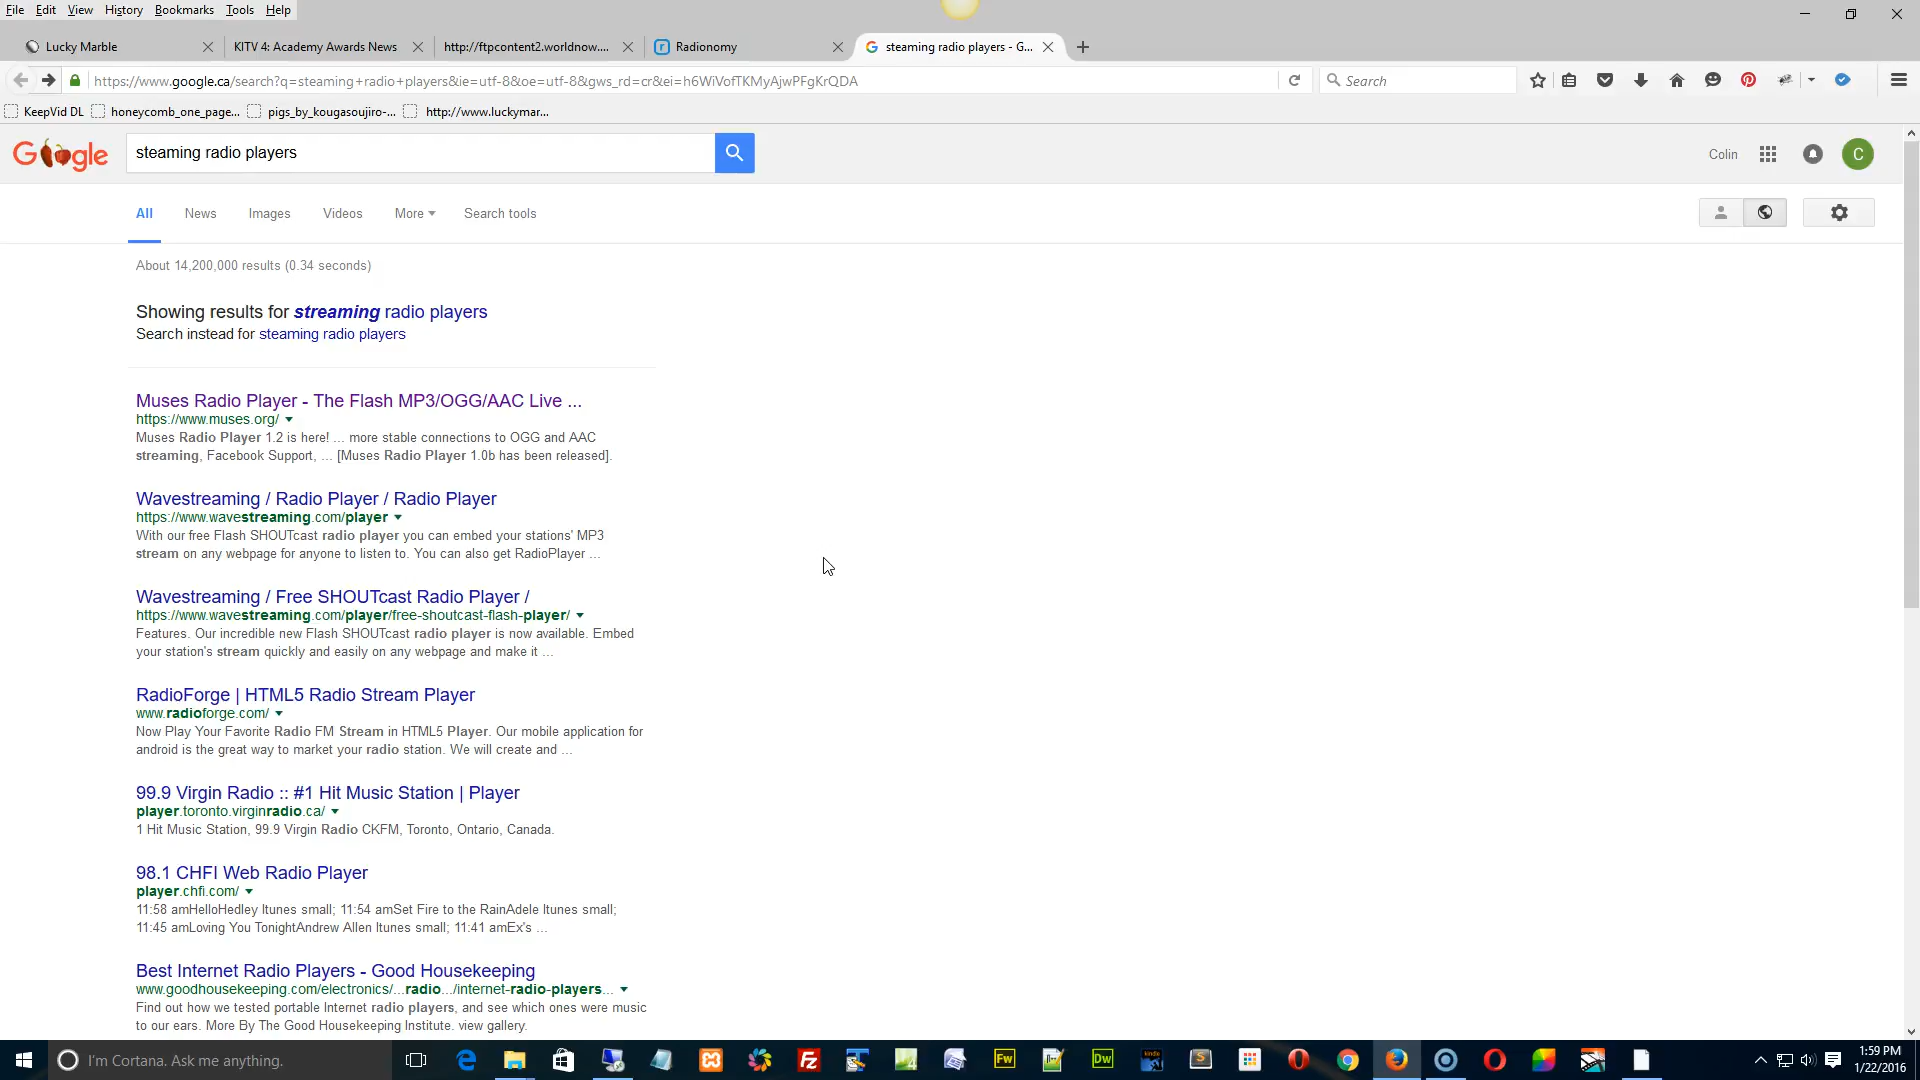 File Edit View History Bookmarks Tools Help
Lucky Marble
KITV 4: Academy Awards News
http://ftpcontent2.worldnow....
Radionomy
steaming radio players - G...
https://www.google.ca/search?q=steaming+radio+players&ie=utf-8&oe=utf-8&gws_rd=cr&ei=h6WiVofTKMyAjwPFgKrQDA
Search
KeepVid DL
honeycomb_one_page...
pigs_by_kougasoujiro-...
http://www.luckymar...
Google
steaming radio players
Colin
C
All News Images Videos More Search tools
About 14,200,000 results (0.34 seconds)
Showing results for streaming radio players
Search instead for steaming radio players
Muses Radio Player - The Flash MP3/OGG/AAC Live ...
https://www.muses.org/
Muses Radio Player 1.2 is here! ... more stable connections to OGG and AAC
streaming, Facebook Support, ... [Muses Radio Player 1.0b has been released].
Wavestreaming / Radio Player / Radio Player
https://www.wavestreaming.com/player
With our free Flash SHOUTcast radio player you can embed your stations' MP3
stream on any webpage for anyone to listen to. You can also get RadioPlayer ...
Wavestreaming / Free SHOUTcast Radio Player /
https://www.wavestreaming.com/player/free-shoutcast-flash-player/
Features. Our incredible new Flash SHOUTcast radio player is now available. Embed
your station's stream quickly and easily on any webpage and make it ...
RadioForge | HTML5 Radio Stream Player
www.radioforge.com/
Now Play Your Favorite Radio FM Stream in HTML5 Player. Our mobile application for
android is the great way to market your radio station. We will create and ...
99.9 Virgin Radio :: #1 Hit Music Station | Player
player.toronto.virginradio.ca/
1 Hit Music Station, 99.9 Virgin Radio CKFM, Toronto, Ontario, Canada.
98.1 CHFI Web Radio Player
player.chfi.com/
11:58 amHelloHedley Itunes small; 11:54 amSet Fire to the RainAdele Itunes small;
11:45 amLoving You TonightAndrew Allen Itunes small; 11:41 amEx's ...
Best Internet Radio Players - Good Housekeeping
www.goodhousekeeping.com/electronics/...radio.../internet-radio-players...
Find out how we tested portable Internet radio players, and see which ones were music
to our ears. More By The Good Housekeeping Institute. view gallery.
I'm Cortana. Ask me anything.
Fz
Fw
Dw
kindle
S
1:59 PM
1/22/2016